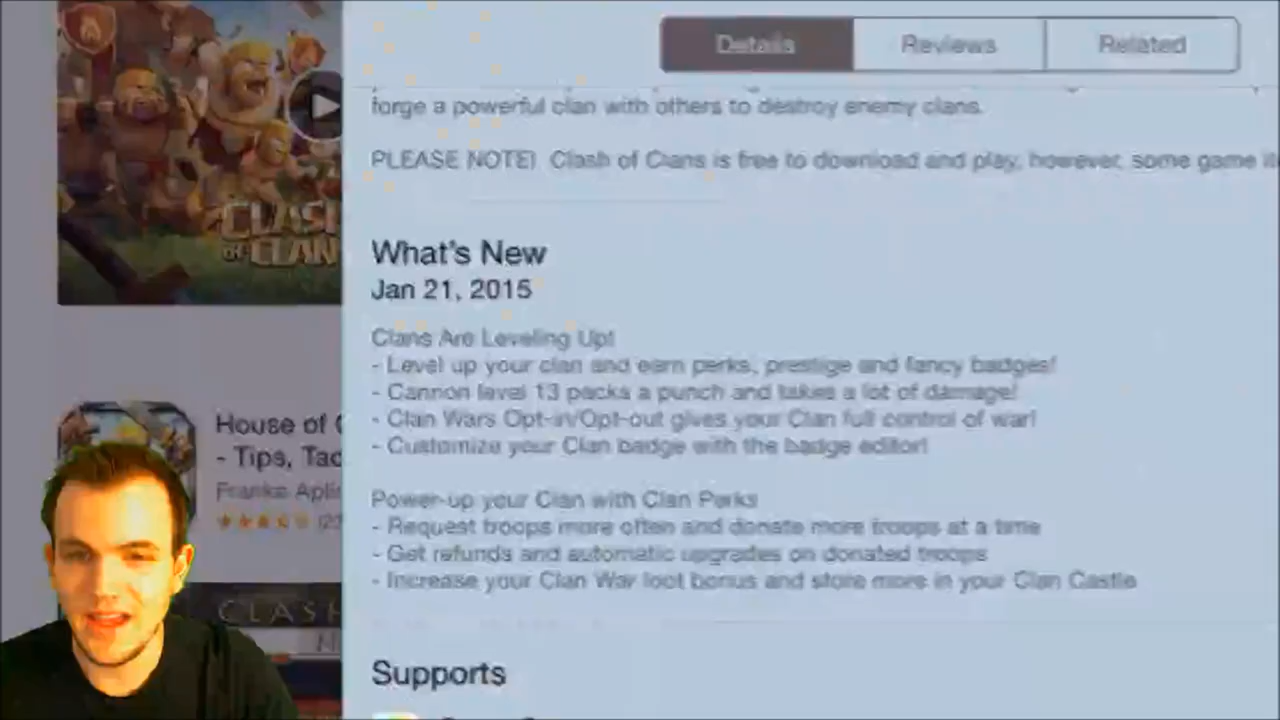 Details
Reviews
Related
forge a powerful clan with others to destroy enemy clans.
PLEASE NOTE! Clash of Clans is free to download and play, however, some game
CLASH
OF CLAN
What's New
Jan 21, 2015
Clans Are Leveling Up!
- Level up your clan and earn perks, prestige and fancy badges!
- Cannon level 13 packs a punch and takes a lot of damage!
- Clan Wars Opt-in/Opt-out gives your Clan full control of war!
- Customize your Clan badge with the badge editor!
House of
- Tips, Tac
Franke Apli
Power-up your Clan with Clan Perks
- Request troops more often and donate more troops at a time
- Get refunds and automatic upgrades on donated troops
- Increase your Clan War loot bonus and store more in your Clan Castle
CLASH
Supports